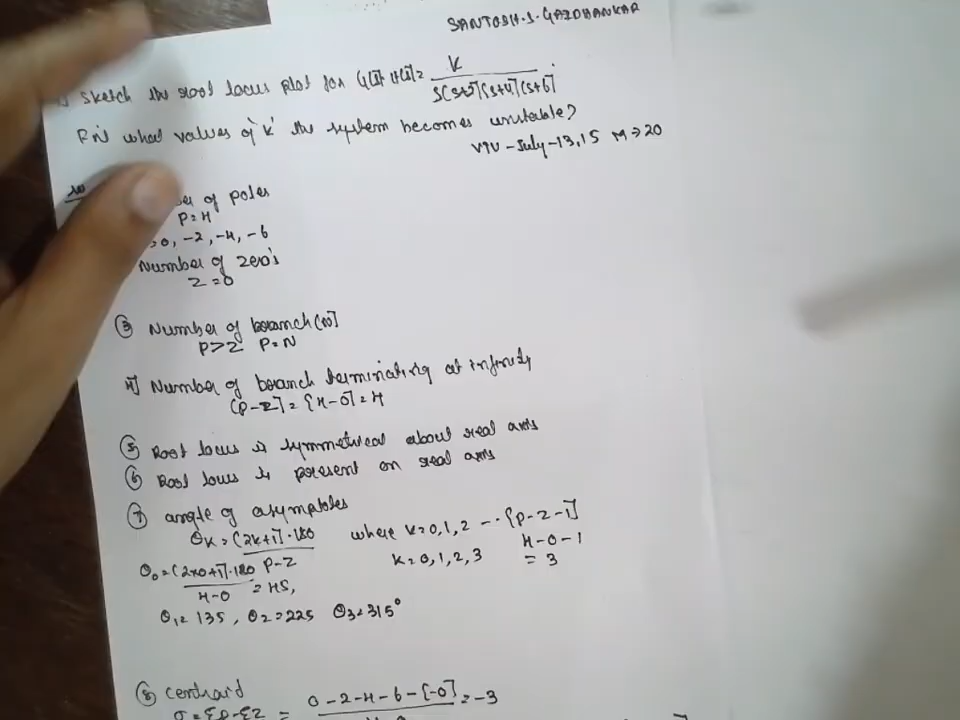 SANTOSH.S.GAIDHANKAR
Sketch the root locus plot for G(s) H(s) = K
S(S+2)(S+4)(S+6)
Find what values of 'K' the system becomes unstable?
VTU - July - 13, 15 M → 20
of poles
P = 4
= 0, -2, -4, -6
Number of zero's
Z = 0
③ Number of branch (N)
P > Z P = N
4] Number of branch terminating at infinity
[P - Z] = [4 - 0] = 4
⑤ Root locus is symmetrical about real axis
⑥ Root locus is present on real axis
⑦ angle of asymptotes
θK = (2K+1) . 180 where K = 0, 1, 2 --- [P - Z - 1]
P-Z K = 0, 1, 2, 3 4 - 0 - 1
θ0 = (2x0+1) . 180 = 45, = 3
4-0
θ1 = 135, θ2 = 225 θ3 = 315°
⑧ Centroid
σ = ΣP - ΣZ = 0 - 2 - 4 - 6 - [-0] = -3